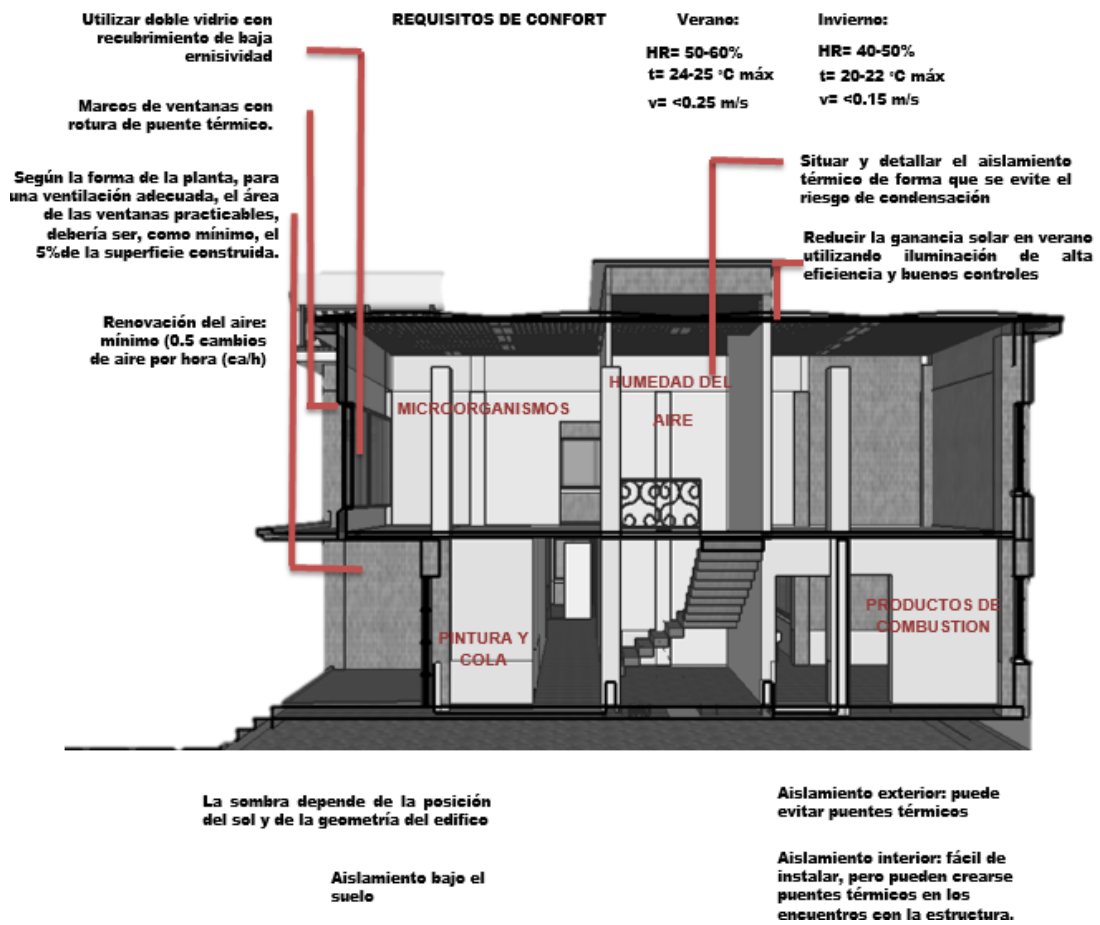 Utilizar doble vidrio con
recubrimiento de baja
ernisividad
REQUISITOS DE CONFORT
Verano:
HR= 50-60%
t= 24-25 °C máx
v= <0.25 m/s
Invierno:
HR= 40-50%
t= 20-22 °C máx
v= <0.15 m/s
Marcos de ventanas con
rotura de puente térmico.
Según la forma de la planta, para
una ventilación adecuada, el área
de las ventanas practicables,
debería ser, como mínimo, el
5%de la superficie construida.
Renovación del aire:
mínimo (0.5 cambios
de aire por hora (ca/h)
Situar y detallar el aislamiento
térmico de forma que se evite el
riesgo de condensación
Reducir la ganancia solar en verano
utilizando iluminación de alta
eficiencia y buenos controles
MICROORGANISMOS
HUMEDAD DEL
AIRE
PINTURA Y
COLA
PRODUCTOS DE
COMBUSTION
La sombra depende de la posición
del sol y de la geometría del edifico
Aislamiento bajo el
suelo
Aislamiento exterior: puede
evitar puentes térmicos
Aislamiento interior: fácil de
instalar, pero pueden crearse
puentes térmicos en los
encuentros con la estructura.